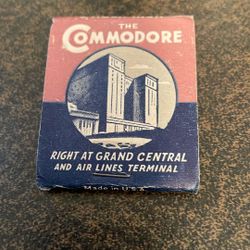 THE
COMMODORE
RIGHT AT GRAND CENTRAL
AND AIR LINES TERMINAL
Made in U.S.A.